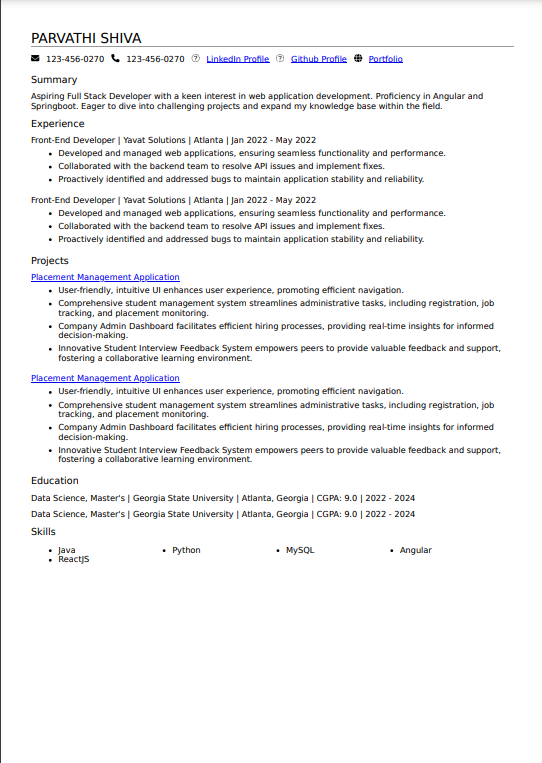 PARVATHI SHIVA
123-456-0270 123-456-0270 LinkedIn Profile Github Profile Portfolio
Summary
Aspiring Full Stack Developer with a keen interest in web application development. Proficiency in Angular and
Springboot. Eager to dive into challenging projects and expand my knowledge base within the field.
Experience
Front-End Developer | Yavat Solutions | Atlanta | Jan 2022 - May 2022
• Developed and managed web applications, ensuring seamless functionality and performance.
• Collaborated with the backend team to resolve API issues and implement fixes.
• Proactively identified and addressed bugs to maintain application stability and reliability.
Front-End Developer | Yavat Solutions | Atlanta | Jan 2022 - May 2022
• Developed and managed web applications, ensuring seamless functionality and performance.
• Collaborated with the backend team to resolve API issues and implement fixes.
• Proactively identified and addressed bugs to maintain application stability and reliability.
Projects
Placement Management Application
• User-friendly, intuitive UI enhances user experience, promoting efficient navigation.
• Comprehensive student management system streamlines administrative tasks, including registration, job
tracking, and placement monitoring.
• Company Admin Dashboard facilitates efficient hiring processes, providing real-time insights for informed
decision-making.
• Innovative Student Interview Feedback System empowers peers to provide valuable feedback and support,
fostering a collaborative learning environment.
Placement Management Application
• User-friendly, intuitive UI enhances user experience, promoting efficient navigation.
• Comprehensive student management system streamlines administrative tasks, including registration, job
tracking, and placement monitoring.
• Company Admin Dashboard facilitates efficient hiring processes, providing real-time insights for informed
decision-making.
• Innovative Student Interview Feedback System empowers peers to provide valuable feedback and support,
fostering a collaborative learning environment.
Education
Data Science, Master's | Georgia State University | Atlanta, Georgia | CGPA: 9.0 | 2022 - 2024
Data Science, Master's | Georgia State University | Atlanta, Georgia | CGPA: 9.0 | 2022 - 2024
Skills
• Java • Python • MySQL • Angular
• ReactJS